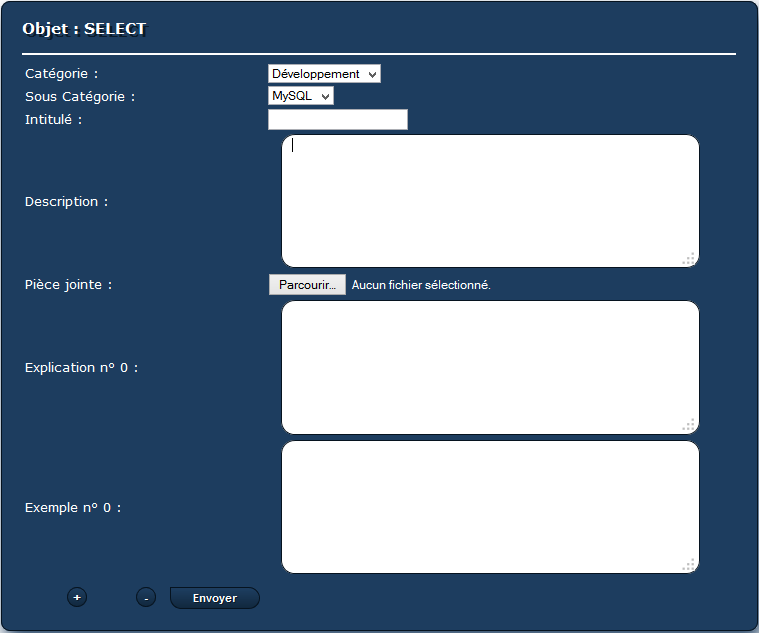 Objet : SELECT
Catégorie : Développement
Sous Catégorie : MySQL
Intitulé :
Description :
Pièce jointe : Parcourir... Aucun fichier sélectionné.
Explication n° 0 :
Exemple n° 0 :
+ - Envoyer